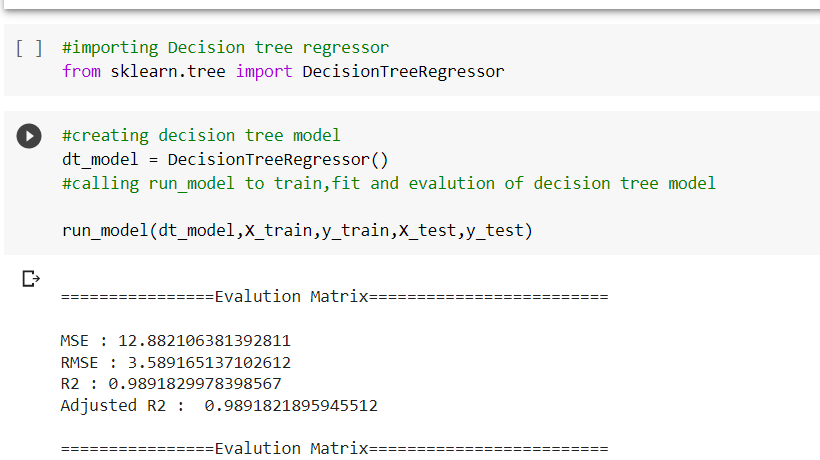 [ ] #importing Decision tree regressor
from sklearn.tree import DecisionTreeRegressor
#creating decision tree model
dt_model = DecisionTreeRegressor()
#calling run_model to train,fit and evalution of decision tree model
run_model(dt_model,X_train,y_train,X_test,y_test)
================Evalution Matrix=========================
MSE : 12.882106381392811
RMSE : 3.589165137102612
R2 : 0.9891829978398567
Adjusted R2 :  0.9891821895945512
================Evalution Matrix=========================